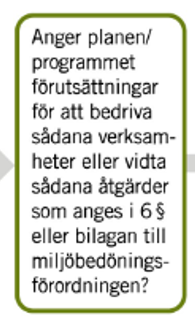 Anger planen/
programmet
förutsättningar
för att bedriva
sådana verksam-
heter eller vidta
sådana åtgärder
som anges i 6 §
eller bilagan till
miljöbedönings-
förordningen?